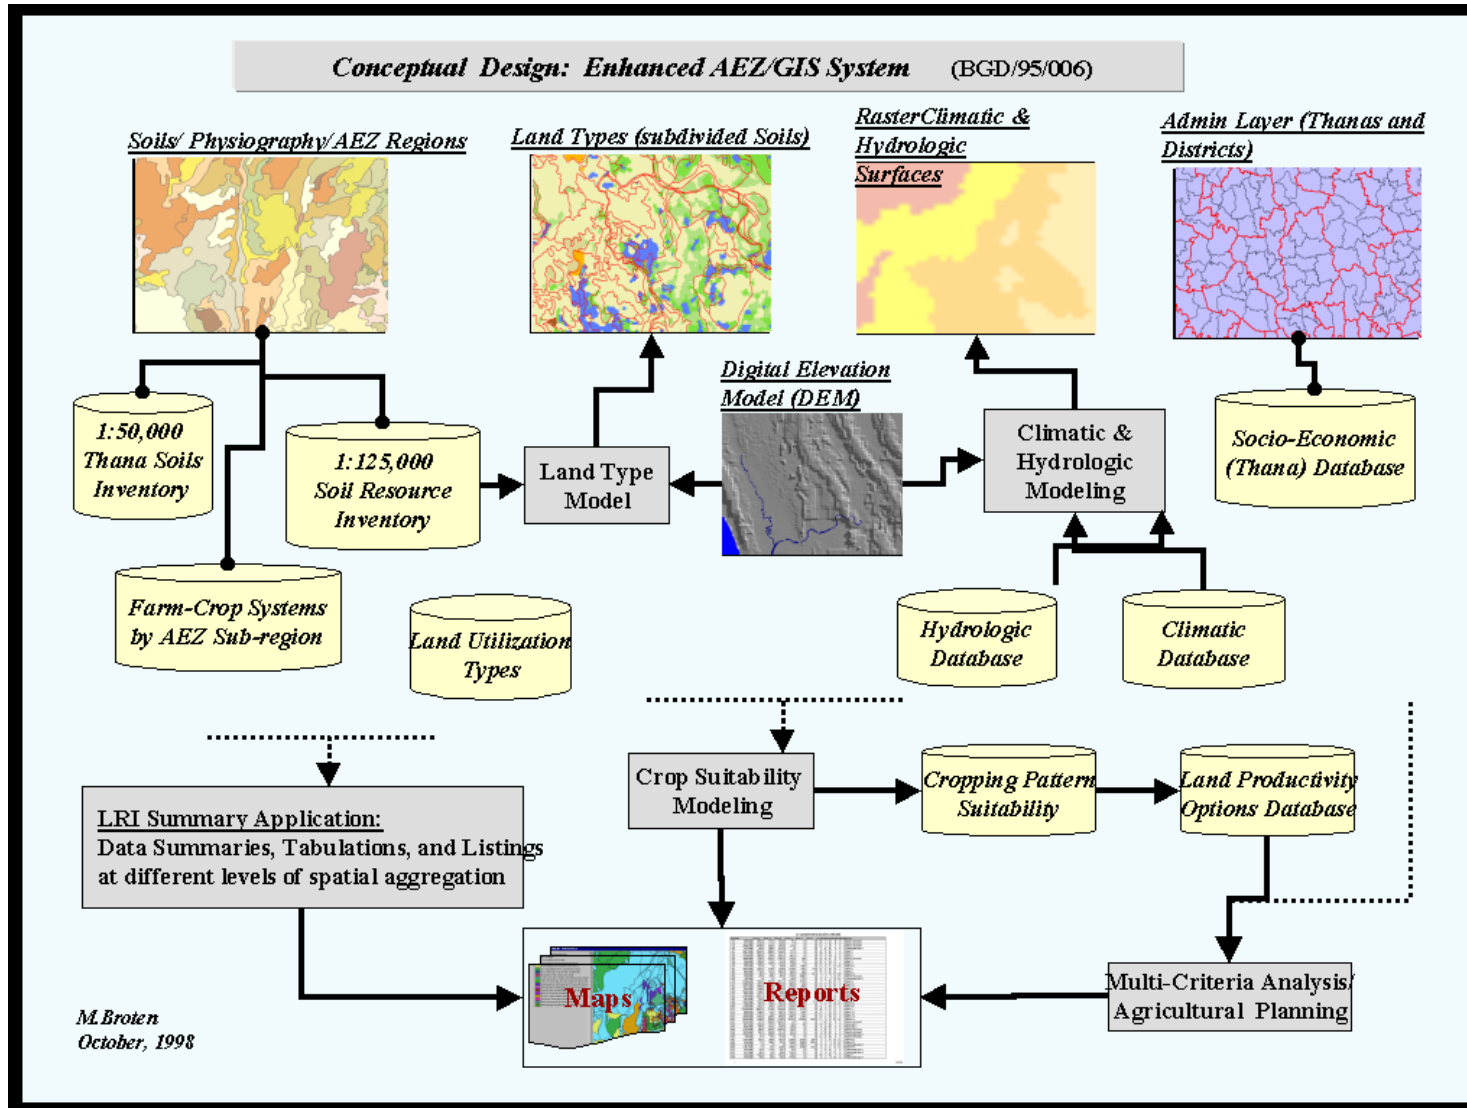 Conceptual Design: Enhanced AEZ/GIS System (BGD/95/006)
Soils/ Physiography/AEZ Regions
Land Types (subdivided Soils)
RasterClimatic &
Hydrologic
Surfaces
Admin Layer (Thanas and
Districts)
Digital Elevation
Model (DEM)
1:50,000
Thana Soils
Inventory
1:125,000
Soil Resource
Inventory
Land Type
Model
Climatic &
Hydrologic
Modeling
Socio-Economic
(Thana) Database
Farm-Crop Systems
by AEZ Sub-region
Land Utilization
Types
Hydrologic
Database
Climatic
Database
Crop Suitability
Modeling
Cropping Pattern
Suitability
Land Productivity
Options Database
LRI Summary Application:
Data Summaries, Tabulations, and Listings
at different levels of spatial aggregation
Maps
Reports
Multi-Criteria Analysis/
Agricultural Planning
M.Broten
October, 1998